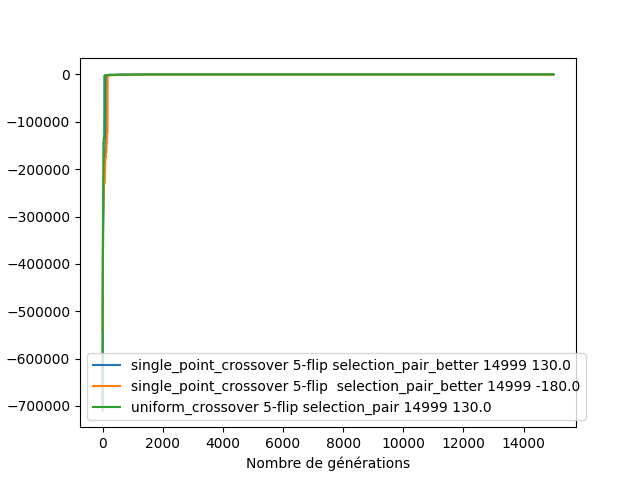 0
−100000
−200000
−300000
−400000
−500000
−600000
−700000
single_point_crossover 5-flip selection_pair_better 14999 130.0
single_point_crossover 5-flip  selection_pair_better 14999 -180.0
uniform_crossover 5-flip selection_pair 14999 130.0
0 2000 4000 6000 8000 10000 12000 14000
Nombre de générations